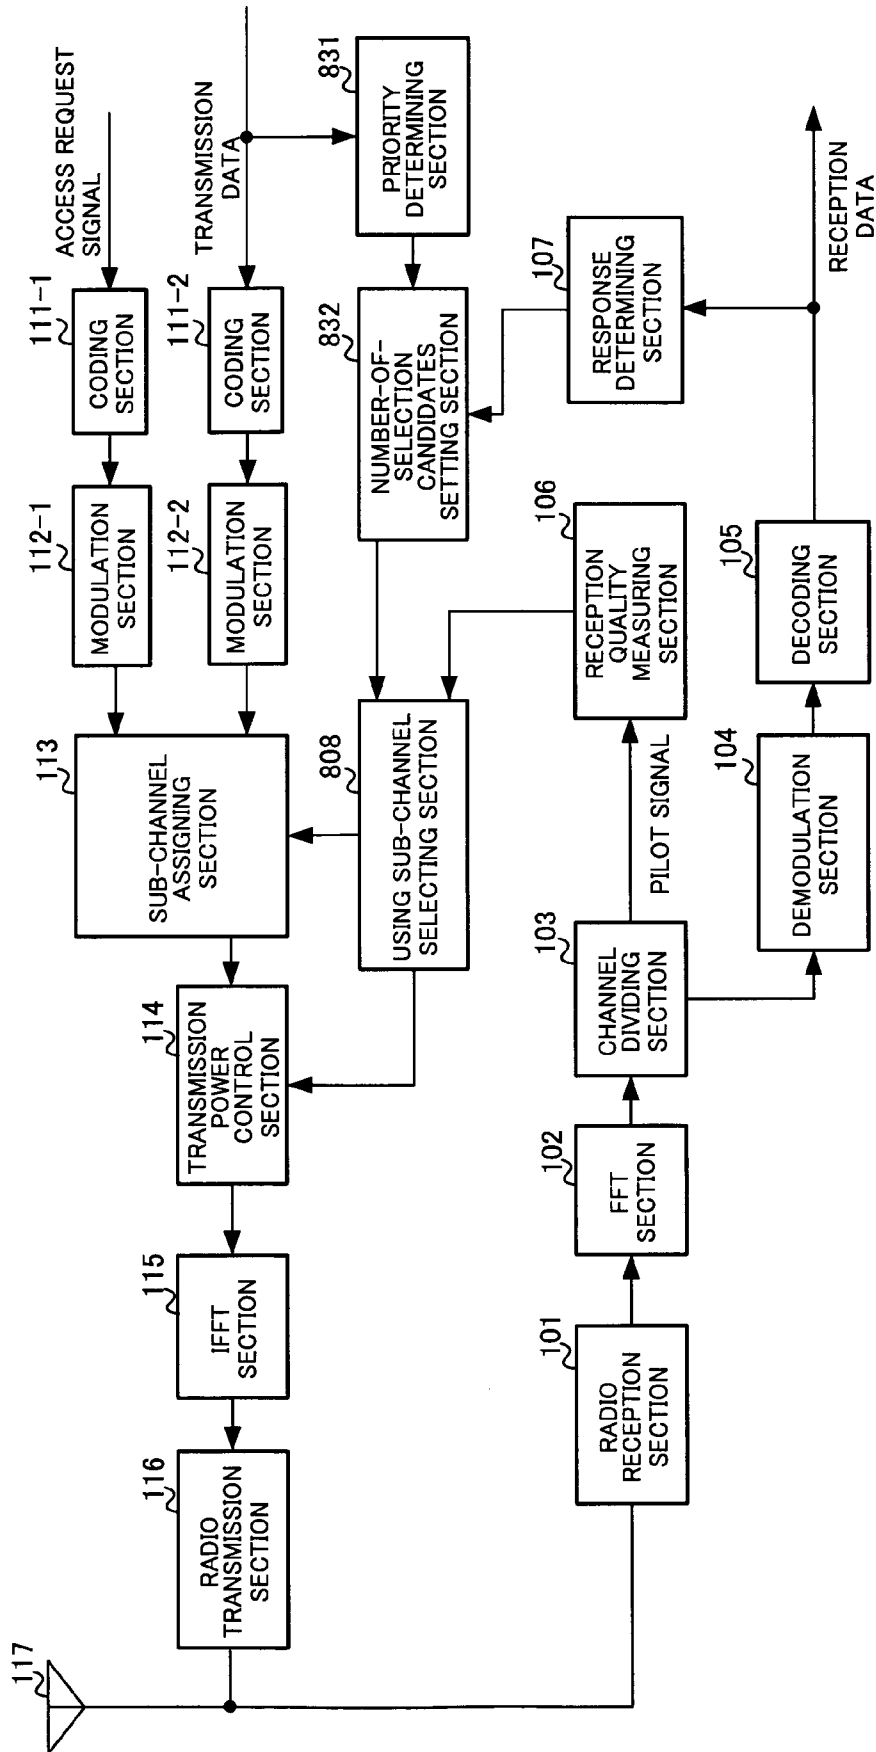 117
116
RADIO
TRANSMISSION
SECTION
115
IFFT
SECTION
114
TRANSMISSION
POWER
CONTROL
SECTION
113
SUB-CHANNEL
ASSIGNING
SECTION
112-1
MODULATION
SECTION
111-1
CODING
SECTION
ACCESS REQUEST
SIGNAL
112-2
MODULATION
SECTION
111-2
CODING
SECTION
TRANSMISSION
DATA
808
USING SUB-CHANNEL
SELECTING SECTION
832
NUMBER-OF-
SELECTION
CANDIDATES
SETTING SECTION
831
PRIORITY
DETERMINING
SECTION
101
RADIO
RECEPTION
SECTION
102
FFT
SECTION
103
CHANNEL
DIVIDING
SECTION
PILOT SIGNAL
106
RECEPTION
QUALITY
MEASURING
SECTION
107
RESPONSE
DETERMINING
SECTION
104
DEMODULATION
SECTION
105
DECODING
SECTION
RECEPTION
DATA